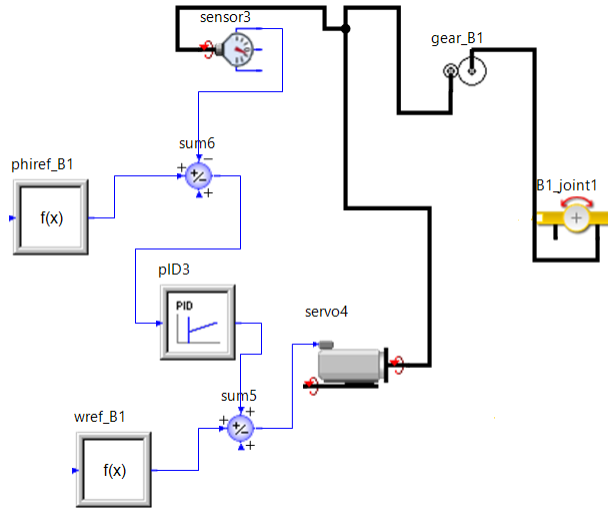 sensor3
gear_B1
sum6
phiref_B1
B1_joint1
f(x)
pID3
PID
servo4
sum5
wref_B1
f(x)